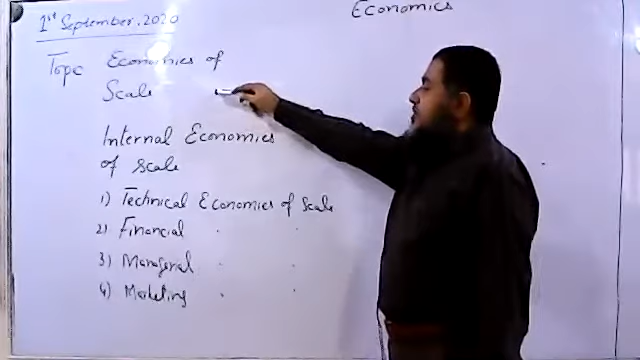 Economics
1st September, 2020
Topic Economies of
Scale
Internal Economies
of Scale
1) Technical Economies of Scale
2) Financial " "
3) Managerial " "
4) Marketing " "